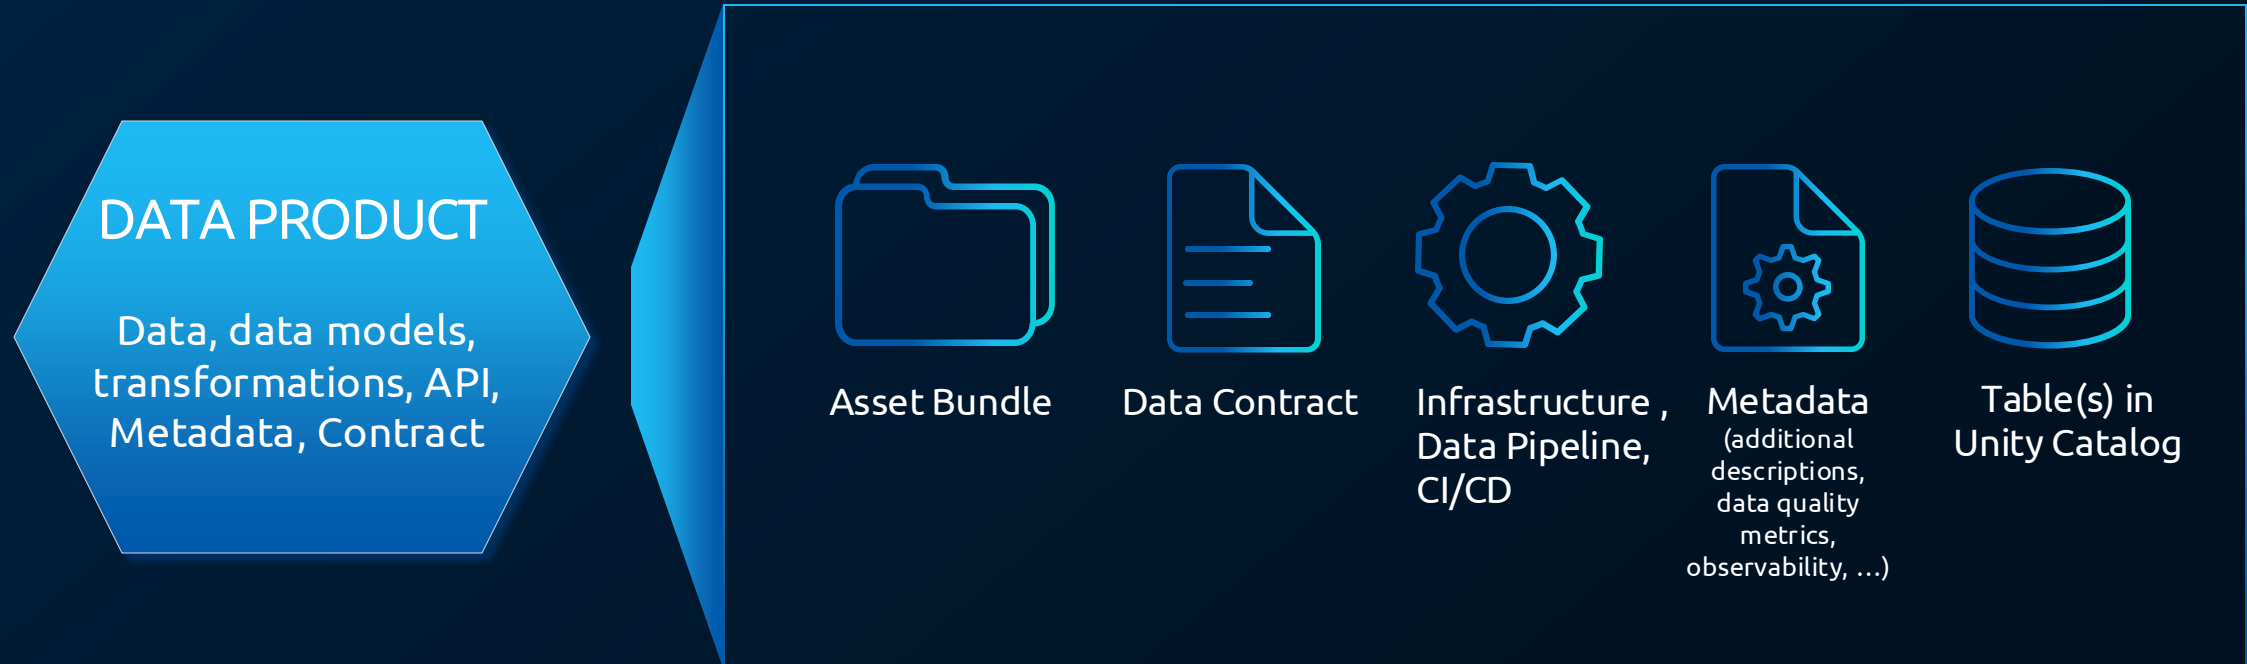 DATA PRODUCT
Data, data models,
transformations, API,
Metadata, Contract
Asset Bundle
Data Contract
Infrastructure ,
Data Pipeline,
CI/CD
Metadata
(additional
descriptions,
data quality
metrics,
observability, ...)
Table(s) in
Unity Catalog